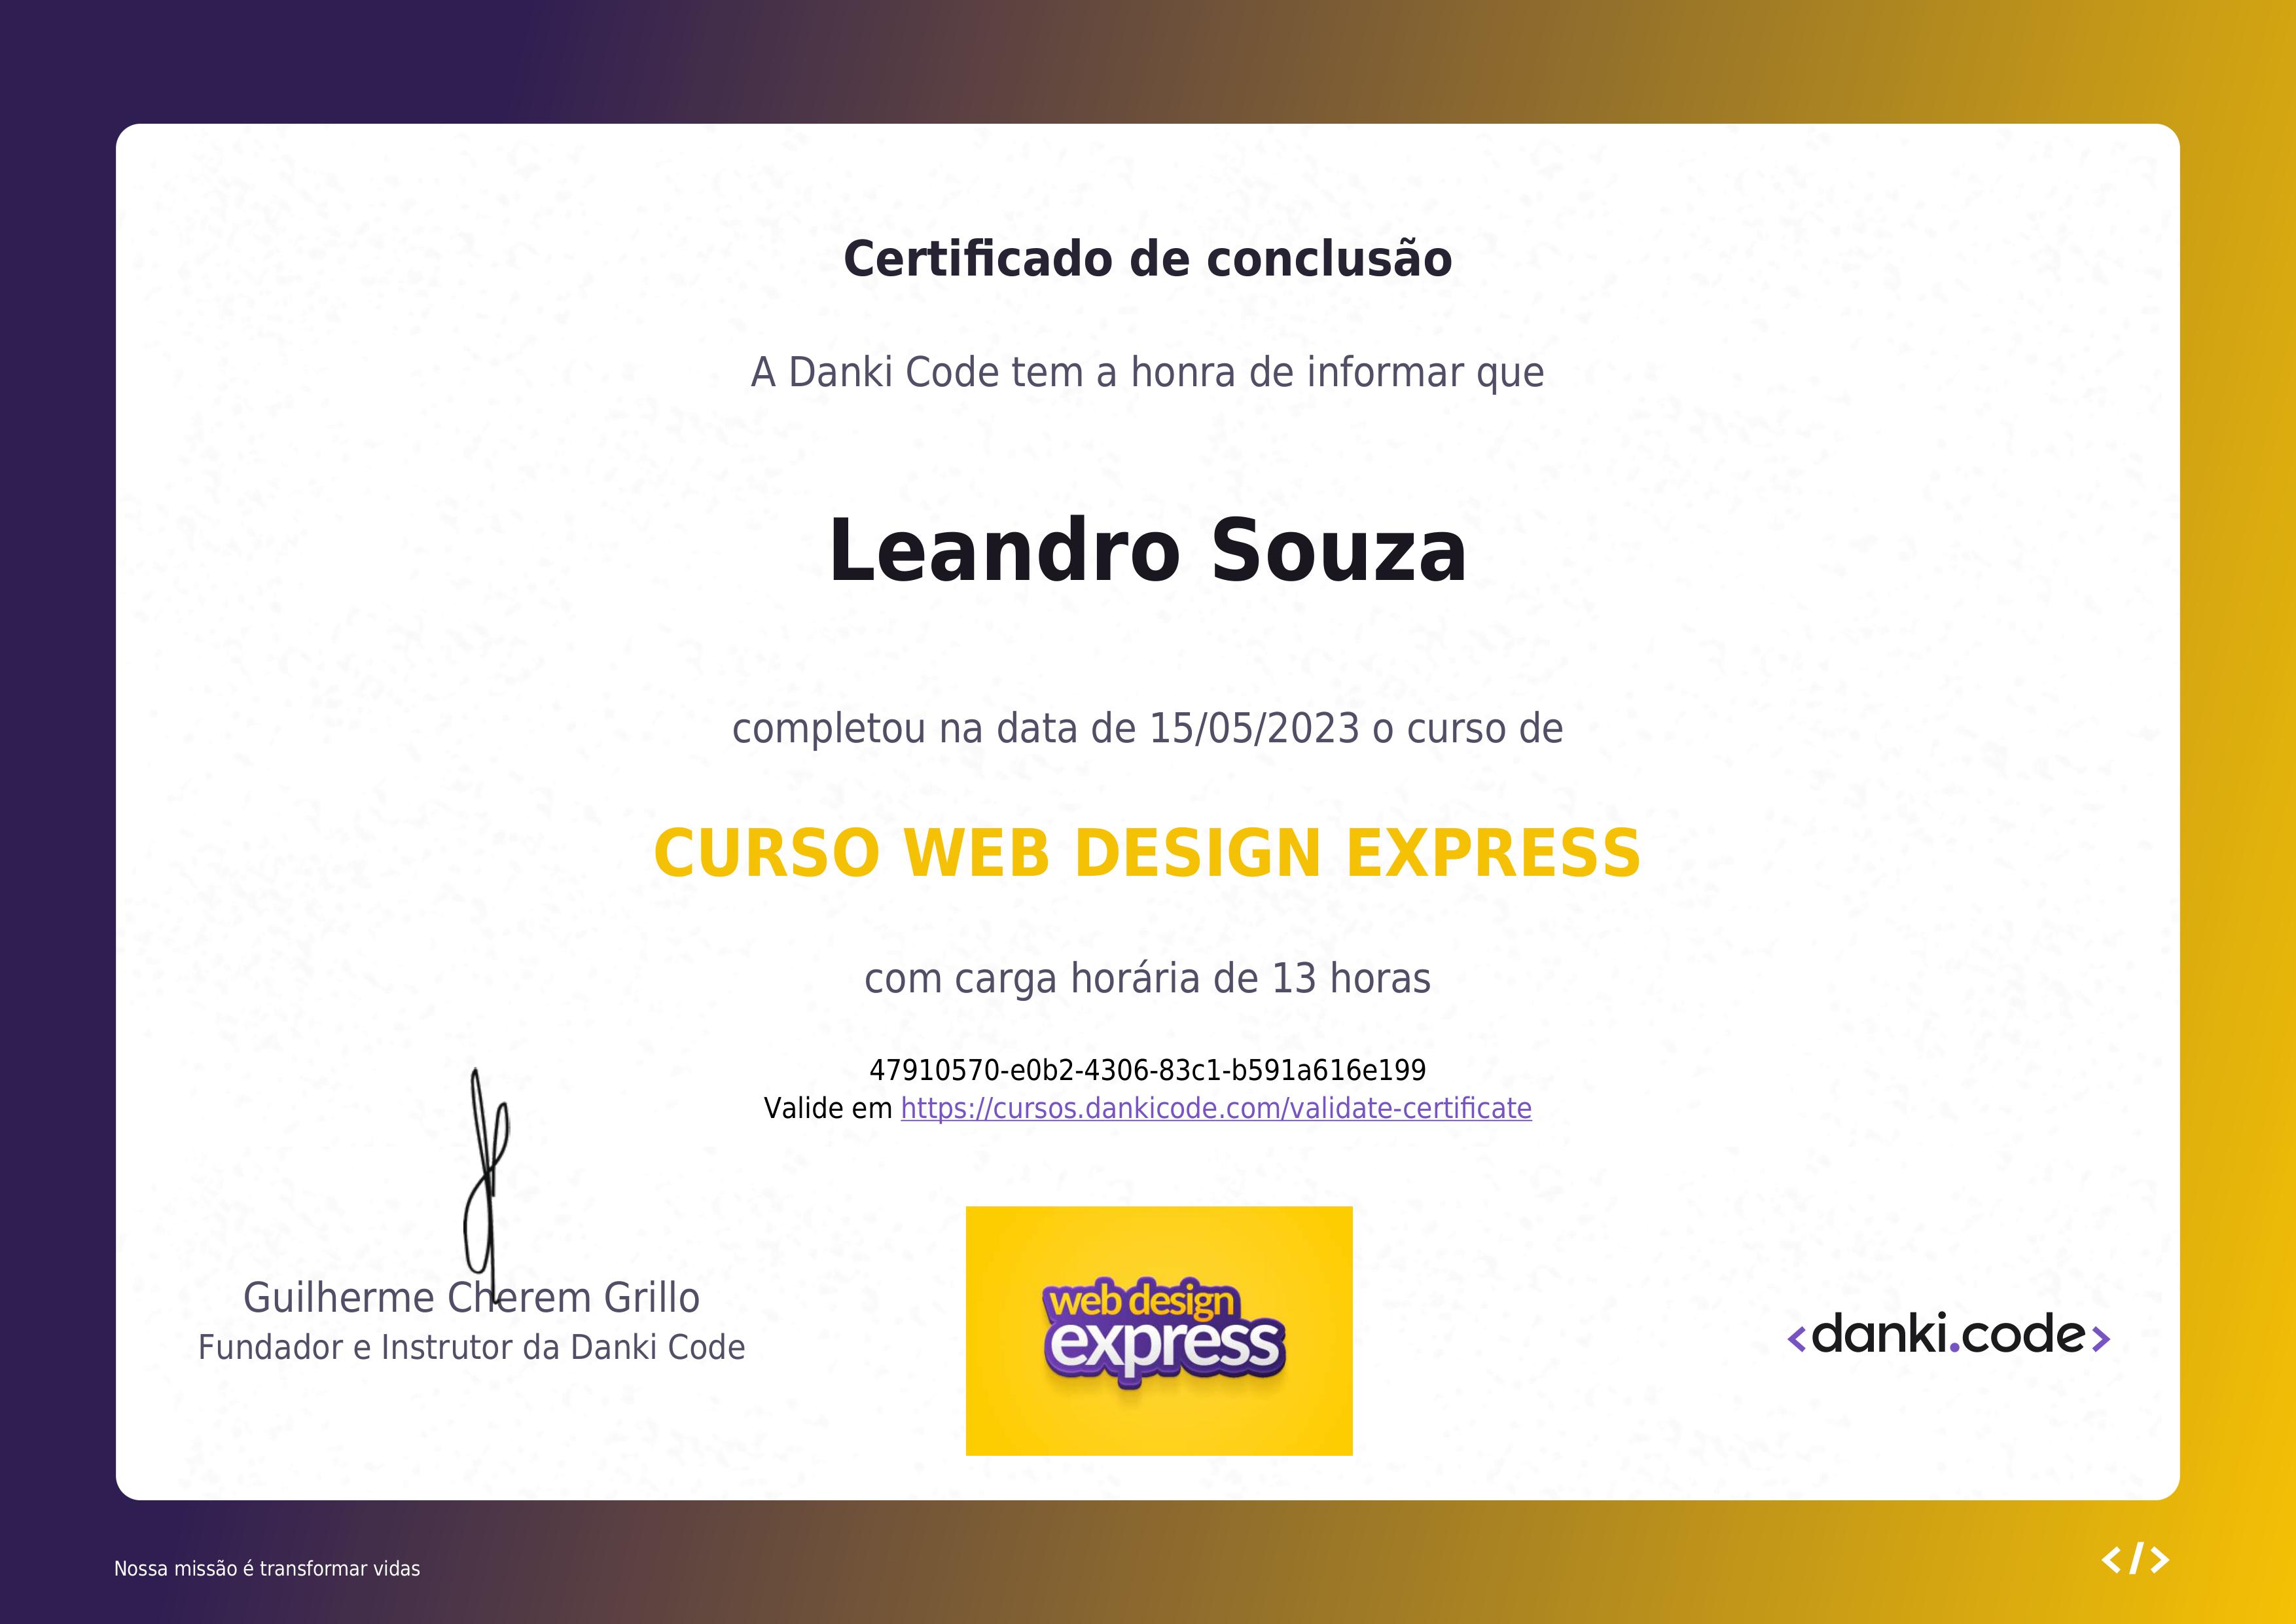 Certificado de conclusão
A Danki Code tem a honra de informar que
Leandro Souza
completou na data de 15/05/2023 o curso de
CURSO WEB DESIGN EXPRESS
com carga horária de 13 horas
47910570-e0b2-4306-83c1-b591a616e199
Valide em https://cursos.dankicode.com/validate-certificate
Guilherme Cherem Grillo
Fundador e Instrutor da Danki Code
web design
express
<danki.code>
Nossa missão é transformar vidas
</>